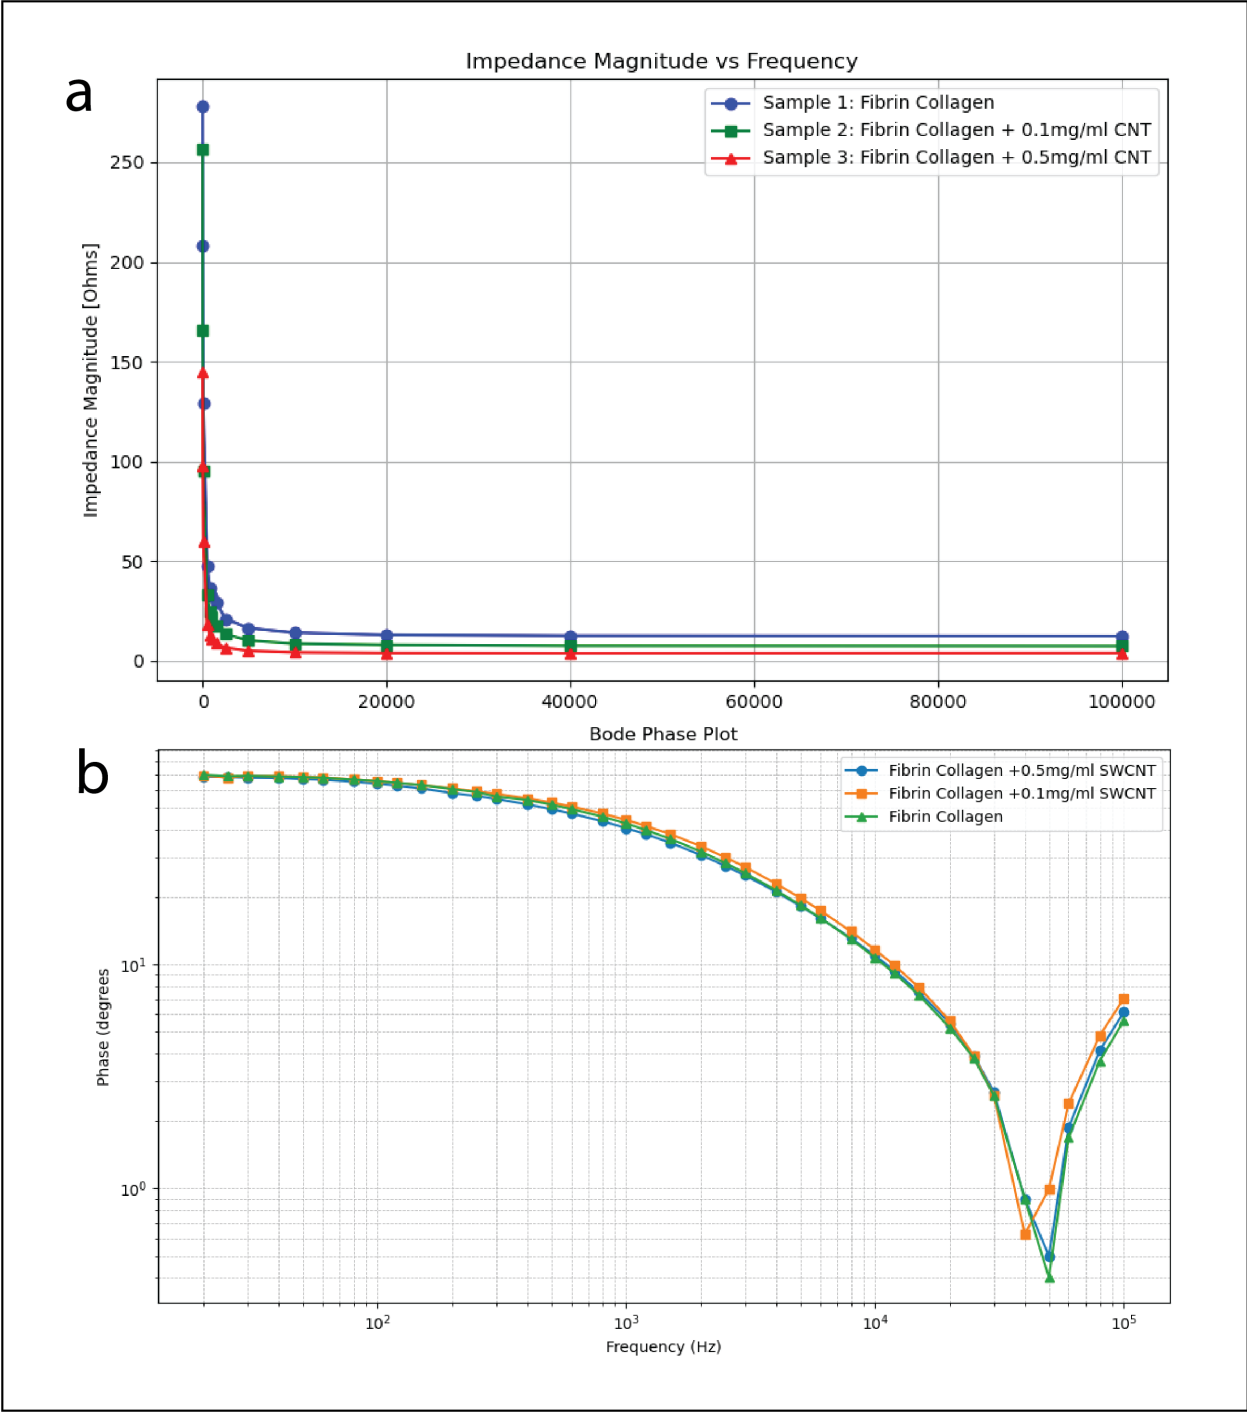 a
Impedance Magnitude vs Frequency
Sample 1: Fibrin Collagen
Sample 2: Fibrin Collagen + 0.1mg/ml CNT
Sample 3: Fibrin Collagen + 0.5mg/ml CNT
Impedance Magnitude [Ohms]
250
200
150
100
50
0
0 20000 40000 60000 80000 100000
b
Bode Phase Plot
Fibrin Collagen +0.5mg/ml SWCNT
Fibrin Collagen +0.1mg/ml SWCNT
Fibrin Collagen
Phase (degrees
10¹
10⁰
10² 10³ 10⁴ 10⁵
Frequency (Hz)